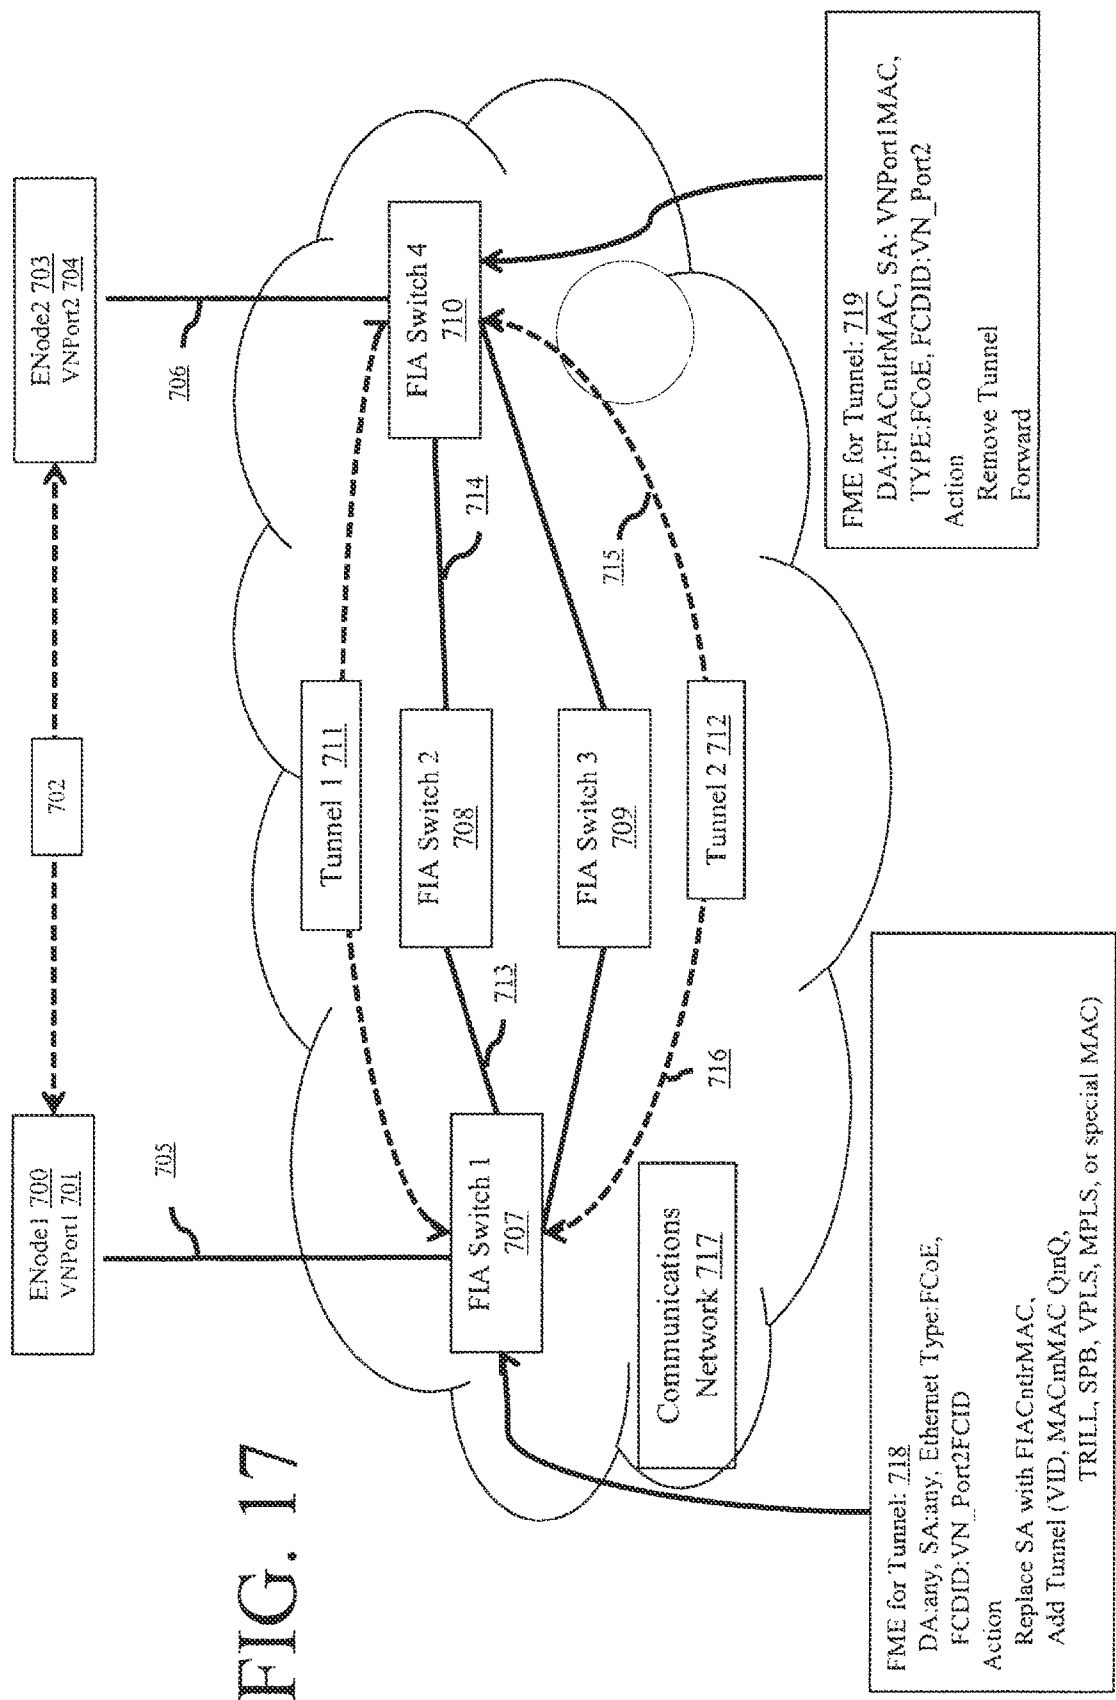 ENode1 700
VNPort1 701
702
ENode2 703
VNPort2 704
705
706
Tunnel 1 711
FIA Switch 1
707
FIA Switch 2
708
FIA Switch 4
710
713
714
FIA Switch 3
709
715
716
Tunnel 2 712
Communications
Network 717
FME for Tunnel: 718
DA:any, SA:any, Ethernet Type:FCoE,
FCDID:VN_Port2FCID
Action
Replace SA with FIACntlrMAC,
Add Tunnel (VID, MACinMAC QinQ,
TRILL, SPB, VPLS, MPLS, or special MAC)
FME for Tunnel: 719
DA:FIACntlrMAC, SA: VNPort1MAC,
TYPE:FCoE, FCDID:VN_Port2
Action
Remove Tunnel
Forward
FIG. 17